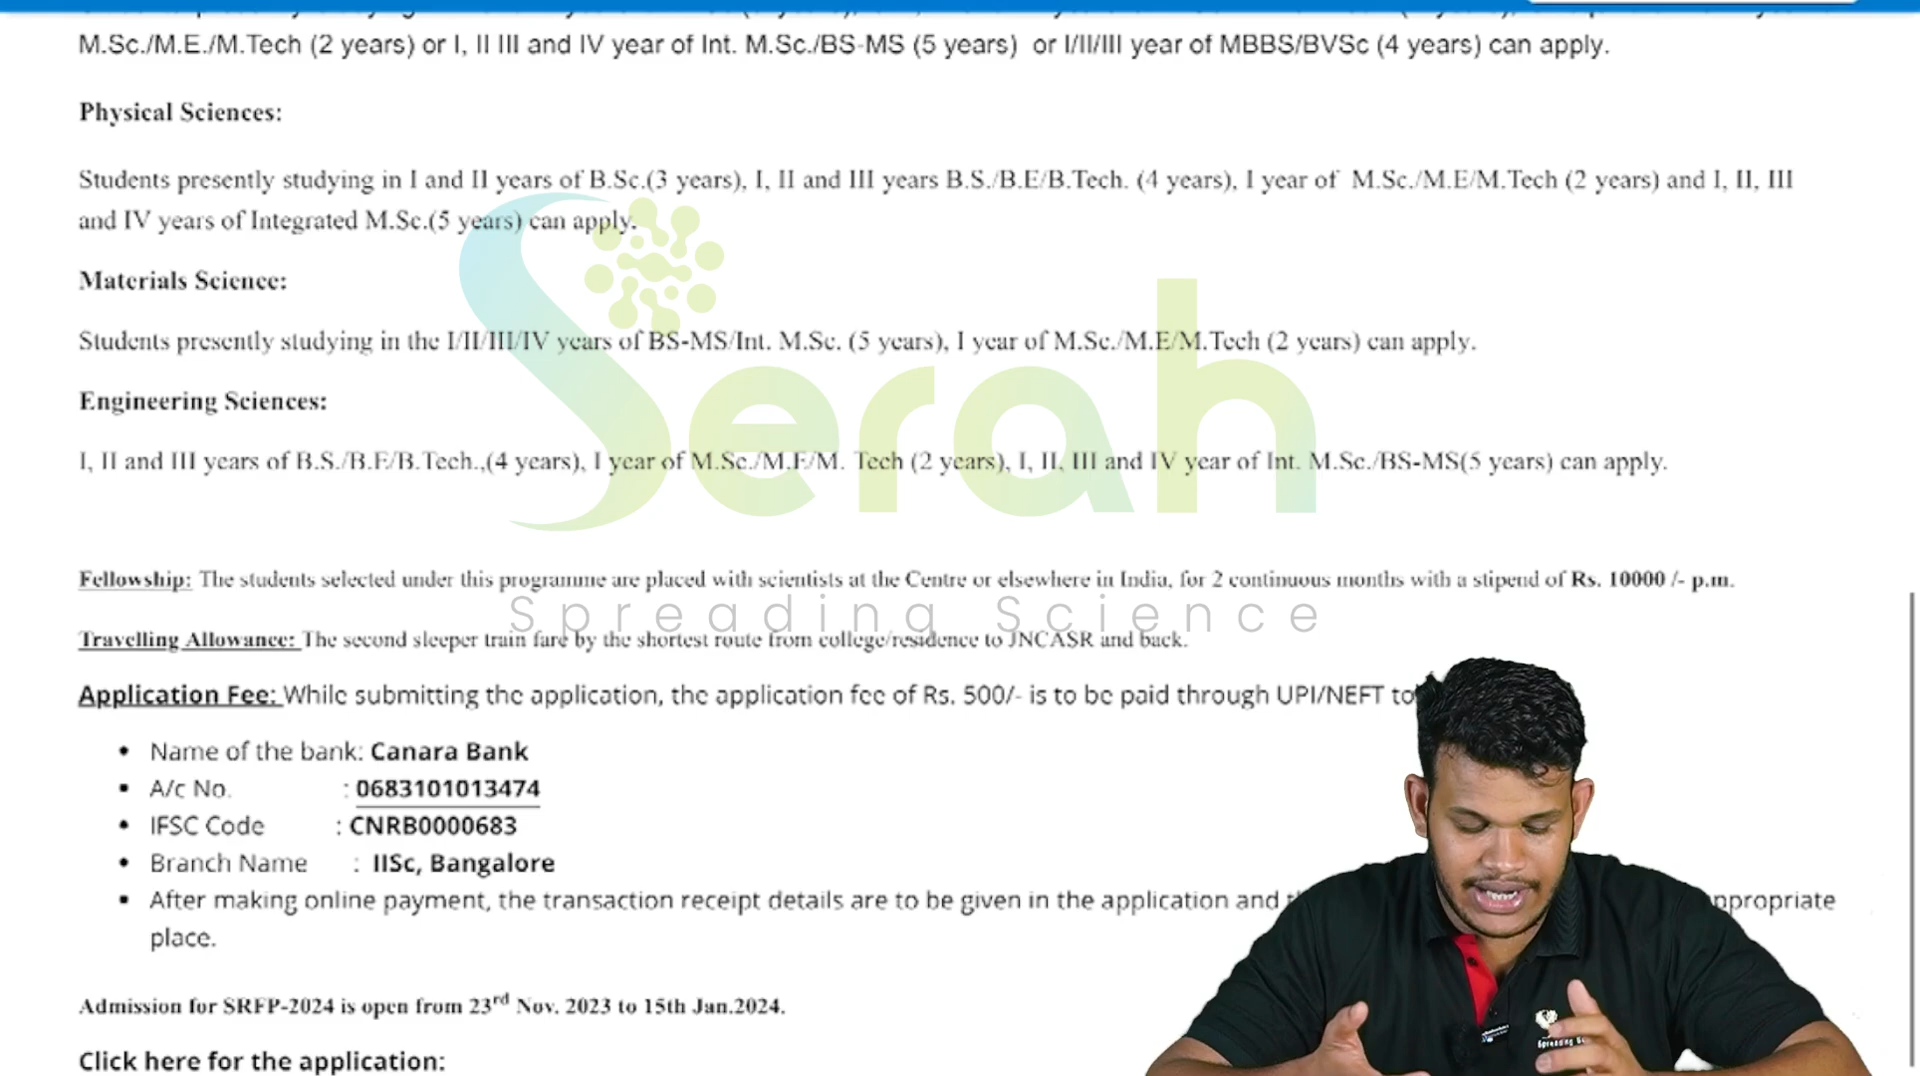 M.Sc./M.E./M.Tech (2 years) or I, II III and IV year of Int. M.Sc./BS-MS (5 years) or I/II/III year of MBBS/BVSc (4 years) can apply.
Physical Sciences:
Students presently studying in I and II years of B.Sc.(3 years), I, II and III years B.S./B.E/B.Tech. (4 years), I year of M.Sc./M.E/M.Tech (2 years) and I, II, III
and IV years of Integrated M.Sc.(5 years) can apply.
Materials Science:
Students presently studying in the I/II/III/IV years of BS-MS/Int. M.Sc. (5 years), I year of M.Sc./M.E/M.Tech (2 years) can apply.
Engineering Sciences:
I, II and III years of B.S./B.E/B.Tech.,(4 years), I year of M.Sc./M.E/M. Tech (2 years), I, II, III and IV year of Int. M.Sc./BS-MS(5 years) can apply.
Serah
Fellowship: The students selected under this programme are placed with scientists at the Centre or elsewhere in India, for 2 continuous months with a stipend of Rs. 10000 /- p.m.
Spreading Science
Travelling Allowance: The second sleeper train fare by the shortest route from college/residence to JNCASR and back.
Application Fee: While submitting the application, the application fee of Rs. 500/- is to be paid through UPI/NEFT to
• Name of the bank: Canara Bank
• A/c No. : 0683101013474
• IFSC Code : CNRB0000683
• Branch Name : IISc, Bangalore
• After making online payment, the transaction receipt details are to be given in the application and
place.
Admission for SRFP-2024 is open from 23rd Nov. 2023 to 15th Jan.2024.
Click here for the application: